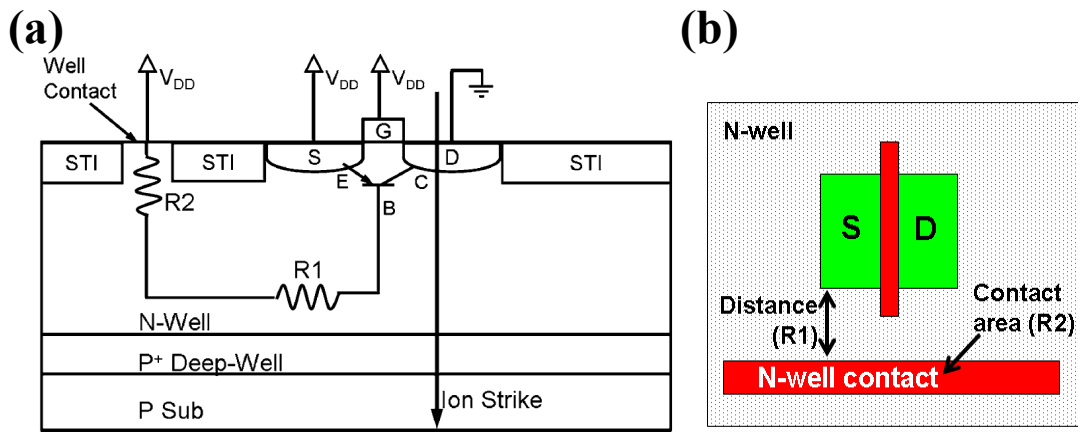 (a)
Well
Contact
VDD
VDD
VDD
G
STI
STI
S
D
STI
E
C
B
R2
R1
N-Well
P+ Deep-Well
P Sub
Ion Strike
(b)
N-well
S
D
Distance
(R1)
Contact
area (R2)
N-well contact